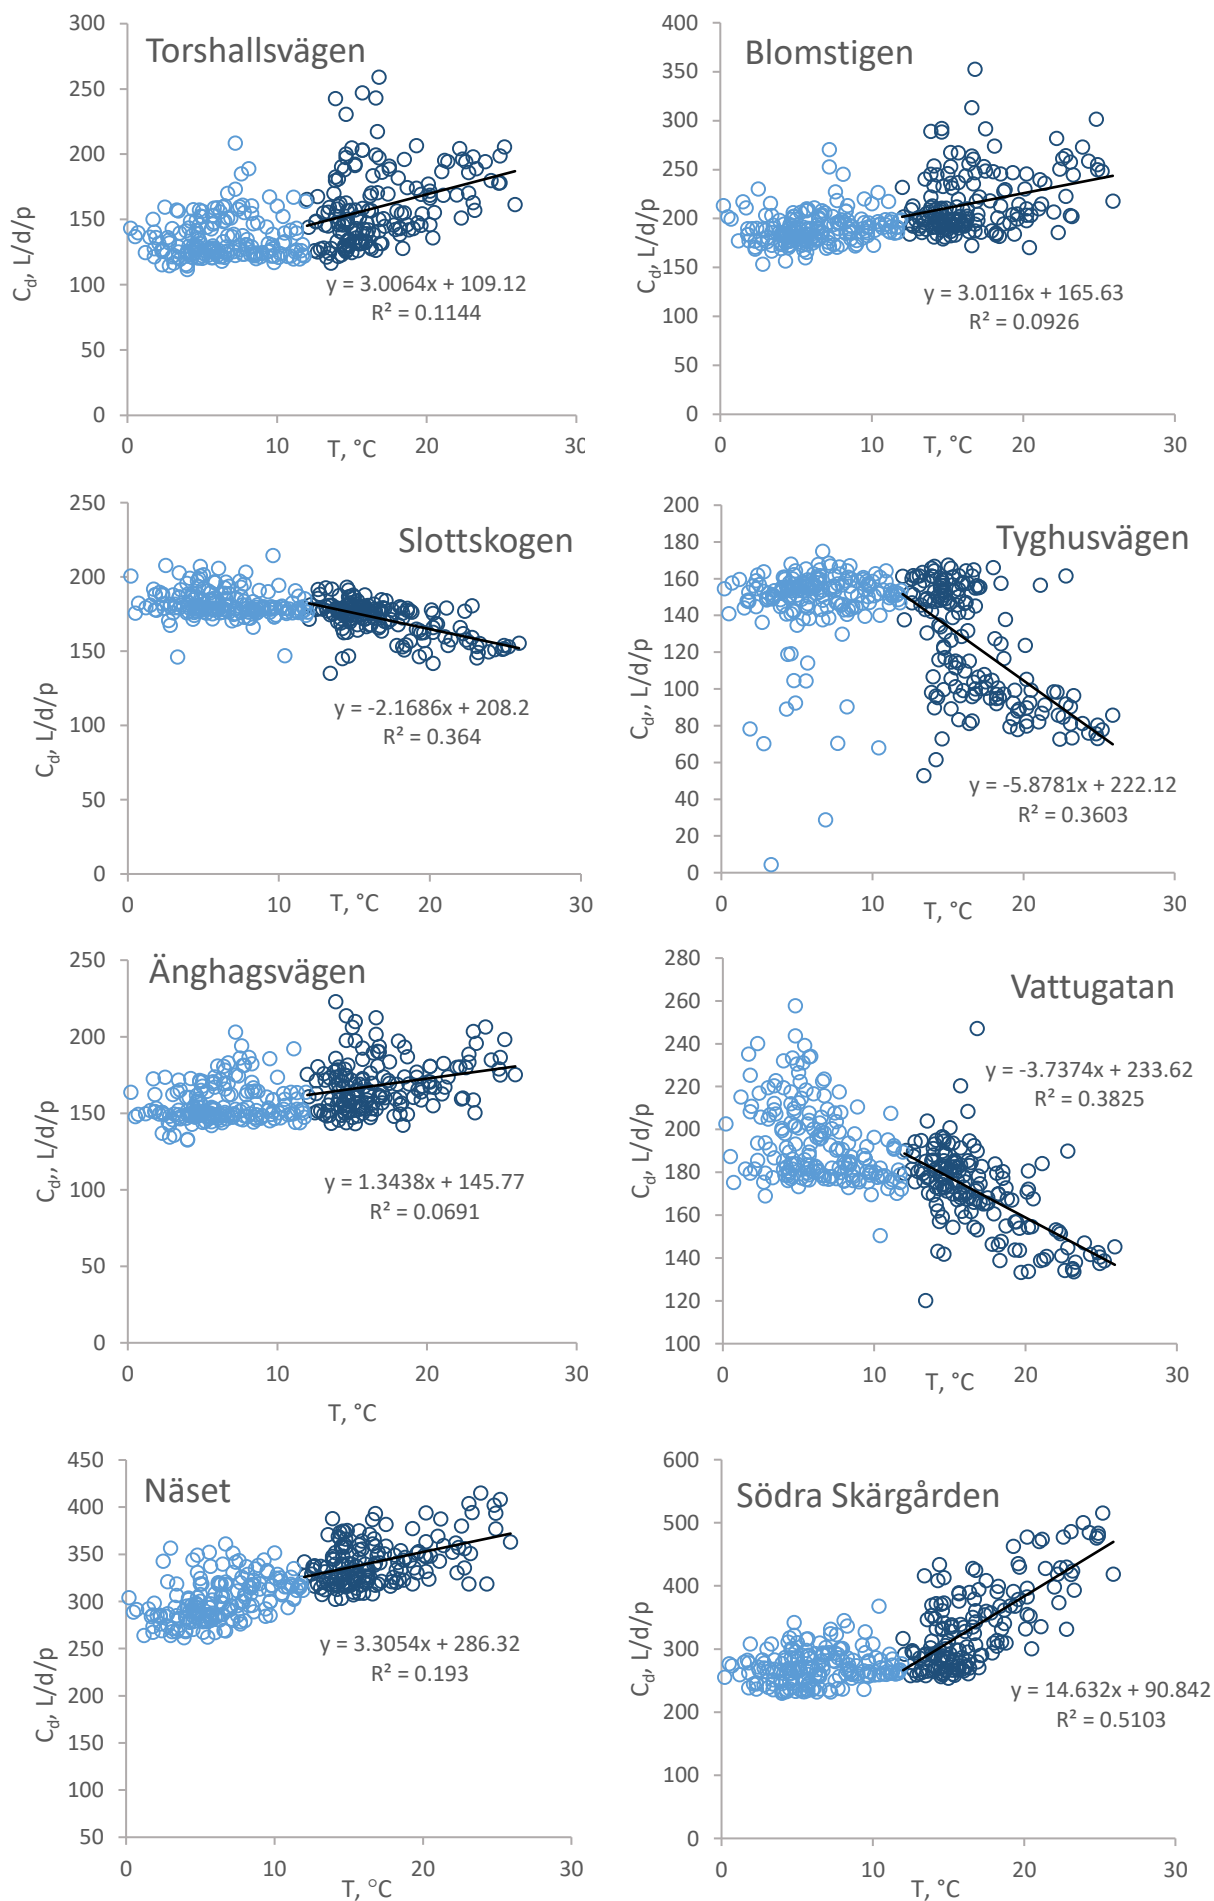 Torshallsvägen
300
250
200
150
100
50
0
C_d, L/d/p
y = 3.0064x + 109.12
R² = 0.1144
0 10 20 30
T, °C
Blomstigen
400
350
300
250
200
150
100
50
0
C_d, L/d/p
y = 3.0116x + 165.63
R² = 0.0926
0 10 20 30
T, °C
Slottskogen
250
200
150
100
50
0
C_d, L/d/p
y = -2.1686x + 208.2
R² = 0.364
0 10 20 30
T, °C
Tyghusvägen
200
180
160
140
120
100
80
60
40
20
0
C_d,, L/d/p
y = -5.8781x + 222.12
R² = 0.3603
0 10 20 30
T, °C
Änghagsvägen
250
200
150
100
50
0
C_d,, L/d/p
y = 1.3438x + 145.77
R² = 0.0691
0 10 20 30
T, °C
Vattugatan
280
260
240
220
200
180
160
140
120
100
C_d, L/d/p
y = -3.7374x + 233.62
R² = 0.3825
0 10 20 30
T, °C
Näset
450
400
350
300
250
200
150
100
50
C_d, L/d/p
y = 3.3054x + 286.32
R² = 0.193
0 10 20 30
T, °C
Södra Skärgården
600
500
400
300
200
100
0
C_d, L/d/p
y = 14.632x + 90.842
R² = 0.5103
0 10 20 30
T, °C